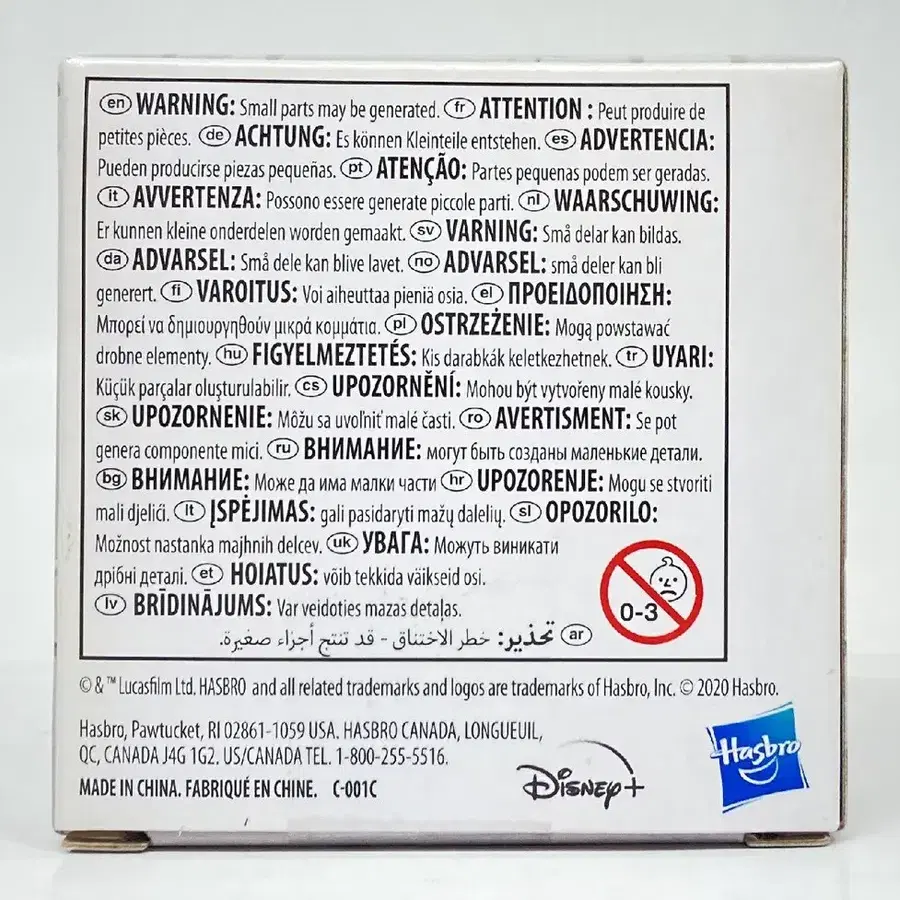 en WARNING: Small parts may be generated. fr ATTENTION : Peut produire de
petites pièces. de ACHTUNG: Es können Kleinteile entstehen. es ADVERTENCIA:
Pueden producirse piezas pequeñas. pt ATENÇÃO: Partes pequenas podem ser geradas.
it AVVERTENZA: Possono essere generate piccole parti. nl WAARSCHUWING:
Er kunnen kleine onderdelen worden gemaakt. sv VARNING: Små delar kan bildas.
da ADVARSEL: Små dele kan blive lavet. no ADVARSEL: små deler kan bli
generert. fi VAROITUS: Voi aiheuttaa pieniä osia. el ΠΡΟΕΙΔΟΠΟΙΗΣΗ:
Μπορεί να δημιουργηθούν μικρά κομμάτια. pl OSTRZEŻENIE: Mogą powstawać
drobne elementy. hu FIGYELMEZTETÉS: Kis darabkák keletkezhetnek. tr UYARI:
Küçük parçalar oluşturulabilir. cs UPOZORNĚNÍ: Mohou být vytvořeny malé kousky.
sk UPOZORNENIE: Môžu sa uvoľniť malé časti. ro AVERTISMENT: Se pot
genera componente mici. ru ВНИМАНИЕ: могут быть созданы маленькие детали.
bg ВНИМАНИЕ: Може да има малки части hr UPOZORENJE: Mogu se stvoriti
mali djelići. lt ĮSPĖJIMAS: gali pasidaryti mažų dalelių. sl OPOZORILO:
Možnost nastanka majhnih delcev. uk УВАГА: Можуть виникати
дрібні деталі. et HOIATUS: võib tekkida väikseid osi.
lv BRĪDINĀJUMS: Var veidoties mazas detaļas.
ar تحذير: خطر الاختناق - قد تنتج أجزاء صغيرة.
0-3
© & ™ Lucasfilm Ltd. HASBRO and all related trademarks and logos are trademarks of Hasbro, Inc. © 2020 Hasbro.
Hasbro, Pawtucket, RI 02861-1059 USA. HASBRO CANADA, LONGUEUIL,
QC, CANADA J4G 1G2. US/CANADA TEL. 1-800-255-5516.
MADE IN CHINA. FABRIQUÉ EN CHINE. C-001C
Disney+
Hasbro